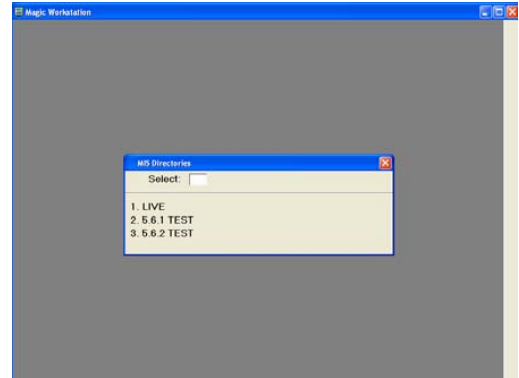 Magic Workstation
MIS Directories
Select:
1. LIVE
2. 5.6.1 TEST
3. 5.6.2 TEST